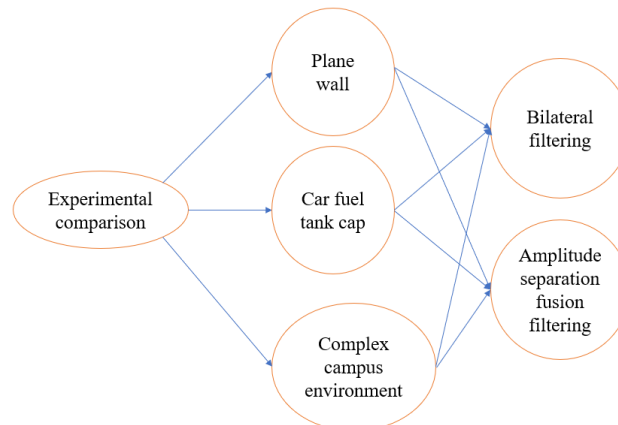 Experimental
comparison
Plane
wall
Car fuel
tank cap
Complex
campus
environment
Bilateral
filtering
Amplitude
separation
fusion
filtering